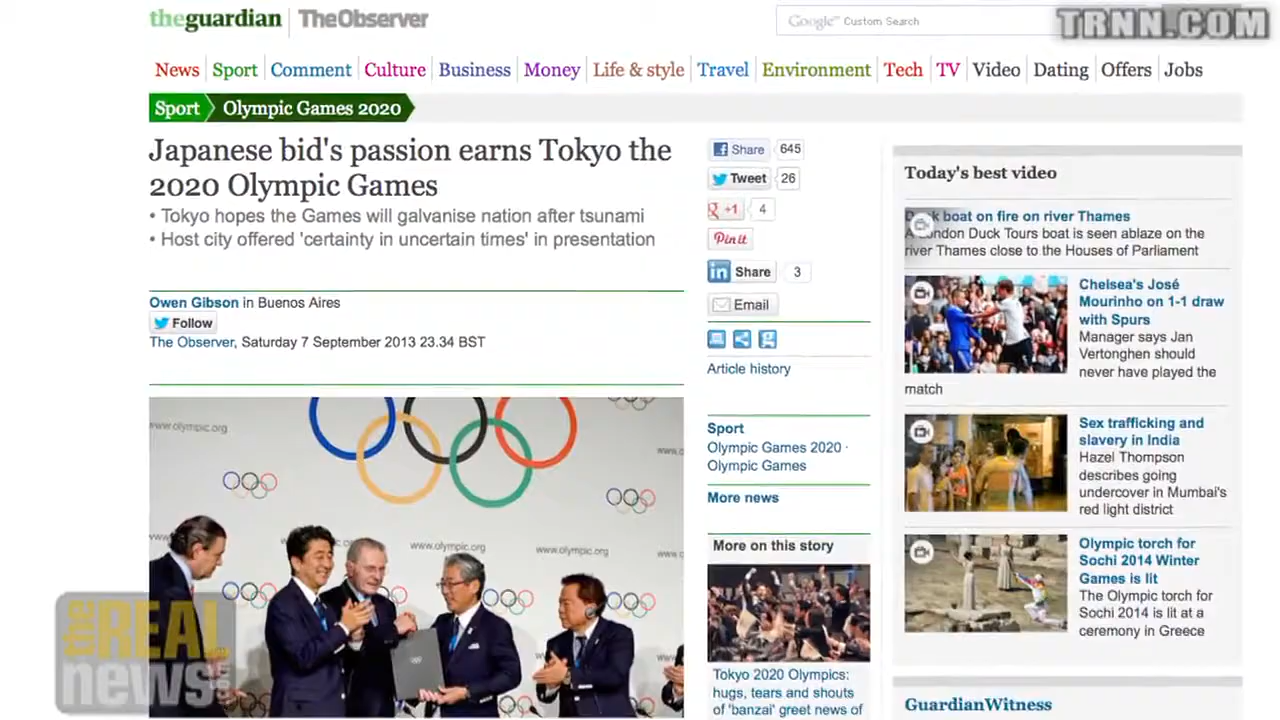 theguardian TheObserver
Google™ Custom Search
TRNN.COM
News Sport Comment Culture Business Money Life & style Travel Environment Tech TV Video Dating Offers Jobs
Sport Olympic Games 2020
Japanese bid's passion earns Tokyo the
2020 Olympic Games
• Tokyo hopes the Games will galvanise nation after tsunami
• Host city offered 'certainty in uncertain times' in presentation
Owen Gibson in Buenos Aires
Follow
The Observer, Saturday 7 September 2013 23.34 BST
www.olympic.org
www.olympic.org
www.olympic.org
the REAL
news
Share 645
Tweet 26
+1 4
Pin it
in Share 3
Email
Article history
Sport
Olympic Games 2020 ·
Olympic Games
More news
More on this story
Tokyo 2020 Olympics:
hugs, tears and shouts
of 'banzai' greet news of
Today's best video
Duck boat on fire on river Thames
A London Duck Tours boat is seen ablaze on the
river Thames close to the Houses of Parliament
Chelsea's José
Mourinho on 1-1 draw
with Spurs
Manager says Jan
Vertonghen should
never have played the
match
Sex trafficking and
slavery in India
Hazel Thompson
describes going
undercover in Mumbai's
red light district
Olympic torch for
Sochi 2014 Winter
Games is lit
The Olympic torch for
Sochi 2014 is lit at a
ceremony in Greece
GuardianWitness